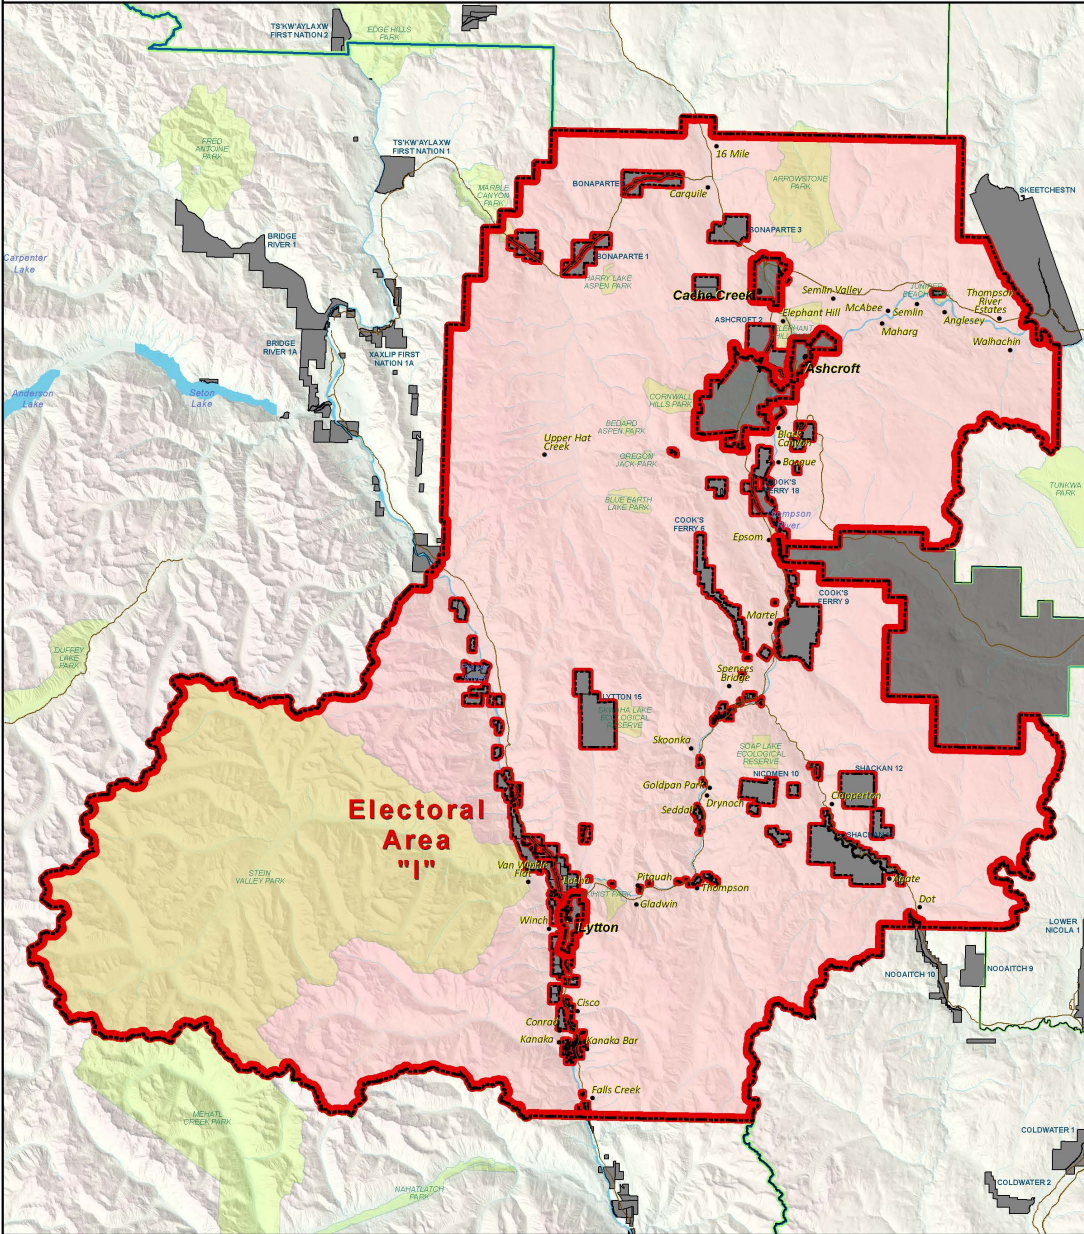 TS'KW'AYLAXW
FIRST NATION 2
EDGE HILLS
PARK
FRED
ANTOINE
PARK
TS'KW'AYLAXW
FIRST NATION 1
MARBLE
CANYON
PARK
16 Mile
BONAPARTE
Carquile
ARROWSTONE
PARK
SKEETCHESTN
BONAPARTE 3
BRIDGE
RIVER 1
BONAPARTE 1
Carpenter
Lake
HARRY LAKE
ASPEN PARK
Cache Creek
Semlin Valley
McAbee
Semlin
Anglesey
Thompson
River
Estates
Maharg
Walhachin
Elephant Hill
ASHCROFT 2
BRIDGE
RIVER 1A
XAXLIP FIRST
NATION 1A
Ashcroft
Anderson
Lake
Seton
Lake
CORNWALL
HILLS PARK
BEDARD
ASPEN PARK
Black
Canyon
Upper Hat
Creek
OREGON
JACK PARK
Basque
TUNKWA
PARK
COOK'S
FERRY 18
BLUE EARTH
LAKE PARK
Thompson
River
COOK'S
FERRY 6
Epsom
COOK'S
FERRY 9
Martel
DUFFEY
LAKE
PARK
Spences
Bridge
LYTTON 15
SKWAHA LAKE
ECOLOGICAL
RESERVE
Skoonka
SOAP LAKE
ECOLOGICAL
RESERVE
NICOMEN 10
SHACKAN 12
Goldpan Park
Drynoch
Seddall
Clapperton
Electoral
Area
"I"
SHACKAN
Van Winkle
Flat
STEIN
VALLEY PARK
Pitquah
Thompson
Agate
Gladwin
Dot
Winch
Lytton
LOWER
NICOLA 1
NOOAITCH 10
NOOAITCH 9
Cisco
Conrad
Kanaka
Kanaka Bar
Falls Creek
MEHATL
CREEK PARK
COLDWATER 1
NAHATLATCH
PARK
COLDWATER 2